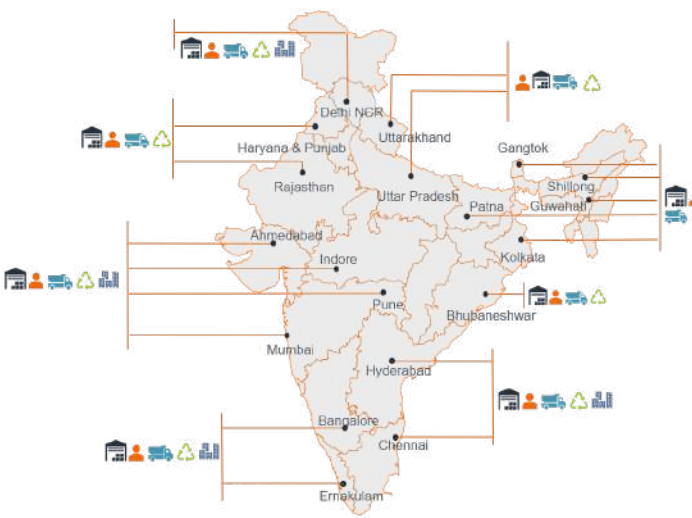 Delhi NCR
Uttarakhand
Haryana & Punjab
Gangtok
Rajasthan
Uttar Pradesh
Shillong
Patna
Guwahati
Ahmedabad
Indore
Kolkata
Pune
Bhubaneshwar
Mumbai
Hyderabad
Bangalore
Chennai
Ernakulam